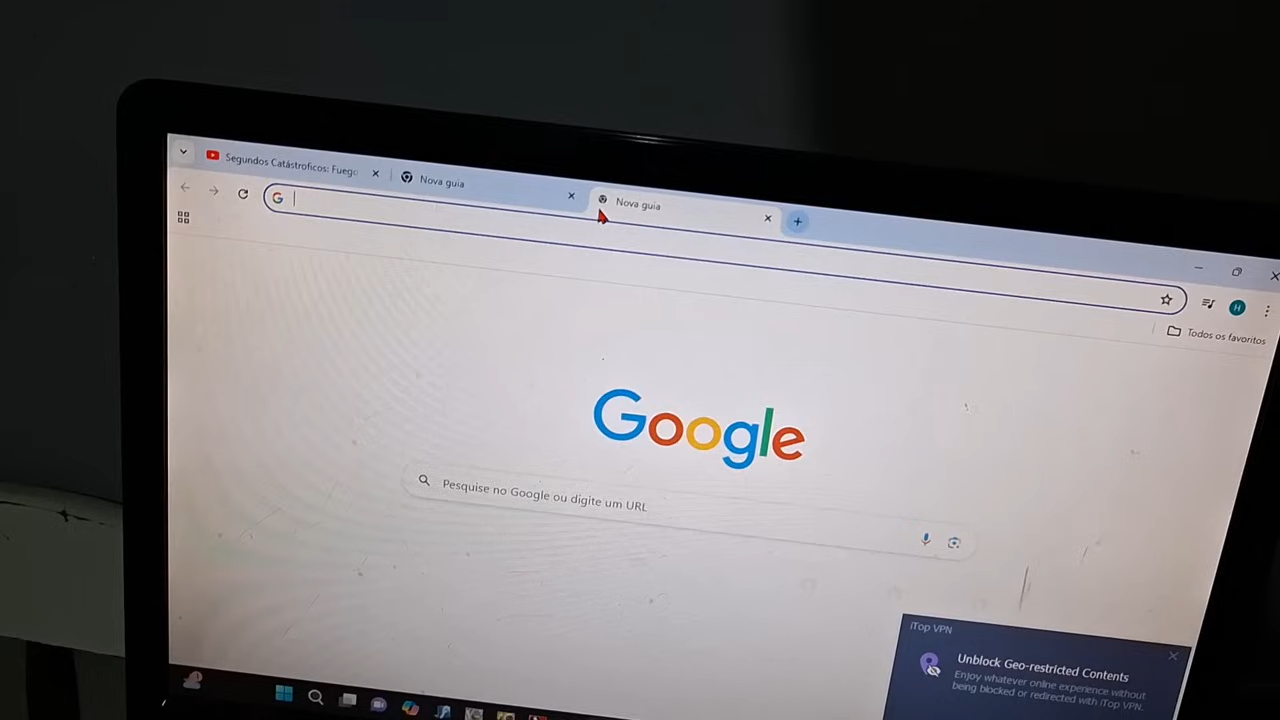 Segundos Catástroficos: Fuego
Nova guia
Nova guia
H
Todos os favoritos
Google
Pesquise no Google ou digite um URL
iTop VPN
Unblock Geo-restricted Contents
Enjoy whatever online experience without
being blocked or redirected with iTop VPN.